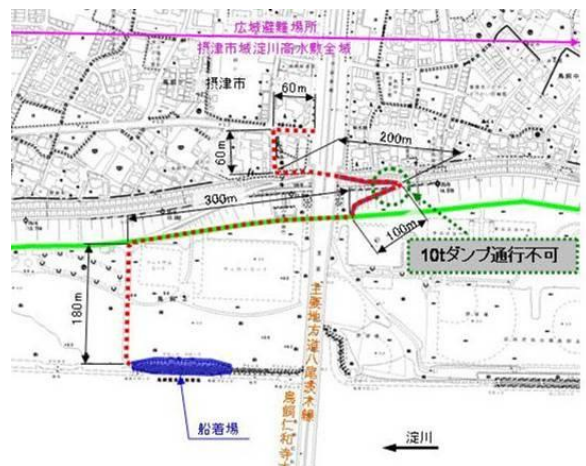 広域避難場所
摂津市域淀川高水敷全域
摂津市
60m
60m
200m
300m
100m
10tダンプ通行不可
180m
主要地方道八尾茨木線
鳥飼仁和寺大
船着場
淀川